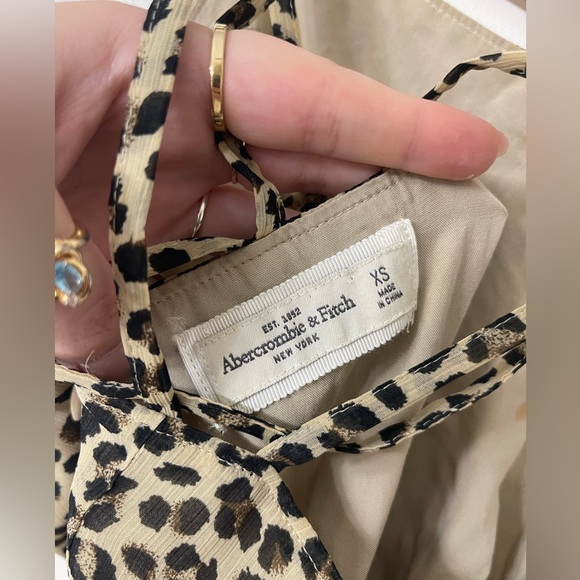 EST. 1892
Abercrombie & Fitch
NEW YORK
XS
MADE
IN CHINA